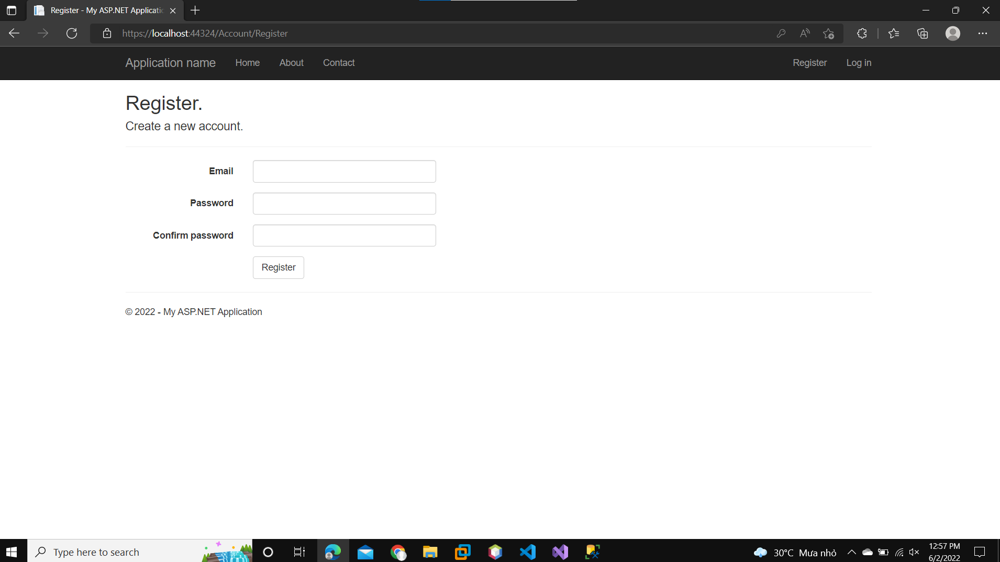 Register - My ASP.NET Applicatic
https://localhost:44324/Account/Register
Application name Home About Contact Register Log in
Register.
Create a new account.
Email
Password
Confirm password
Register
© 2022 - My ASP.NET Application
Type here to search
30°C Mưa nhỏ
12:57 PM
6/2/2022